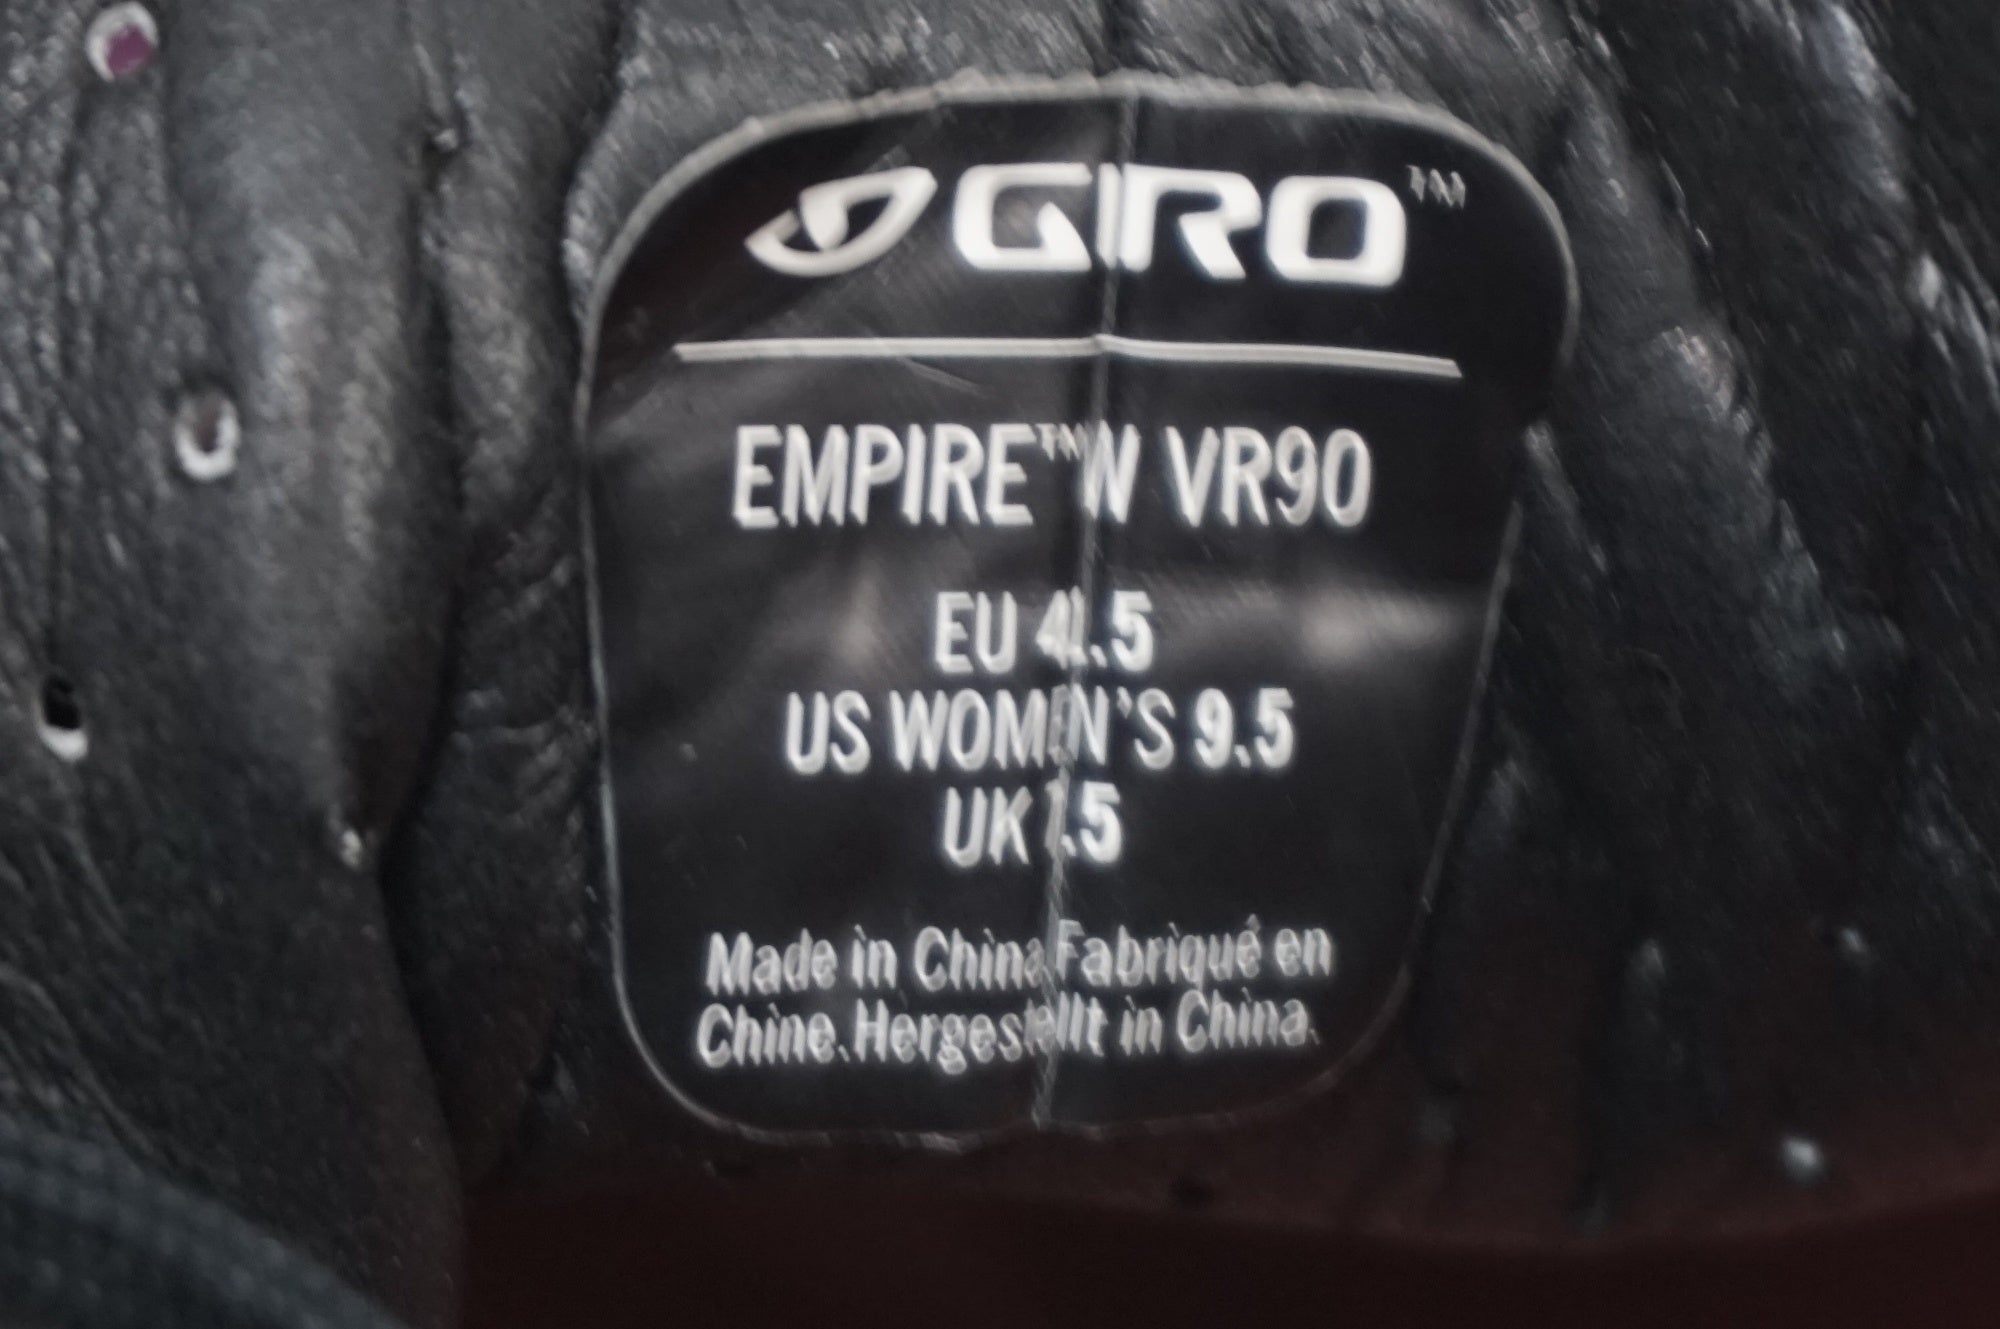 GIRO™
EMPIRE™ W VR90
EU 41.5
US WOMEN'S 9.5
UK 7.5
Made in China.Fabriqué en
Chine.Hergestellt in China.